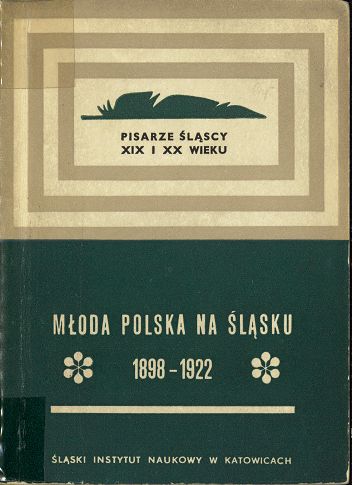 PISARZE ŚLĄSCY
XIX I XX WIEKU
MŁODA POLSKA NA ŚLĄSKU
1898-1922
ŚLĄSKI INSTYTUT NAUKOWY W KATOWICACH